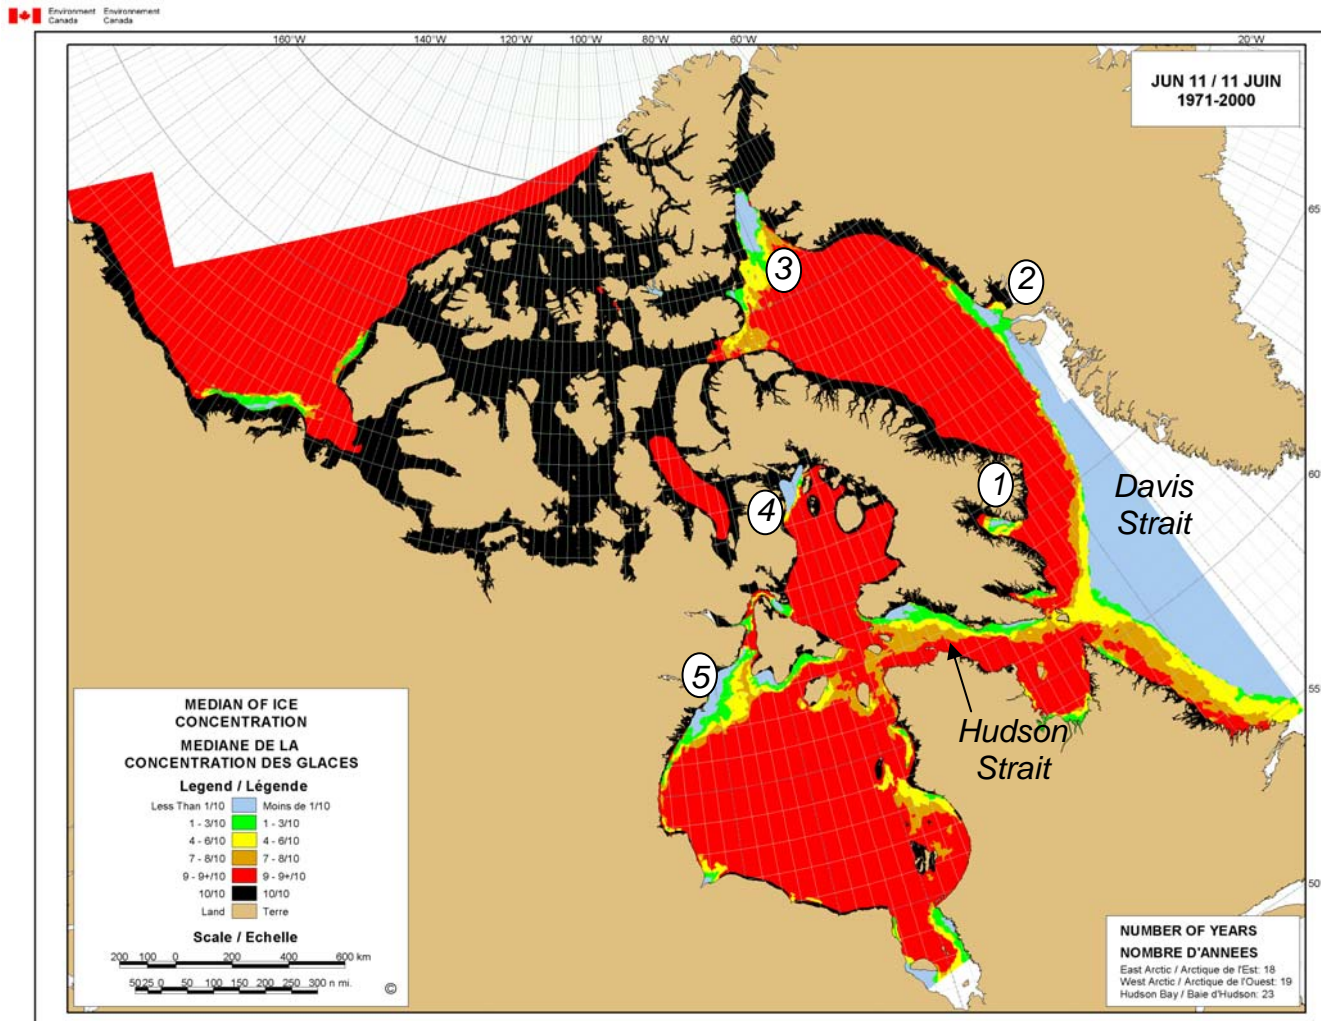 Environment Environnement
Canada Canada
160°W 140°W 120°W 100°W 80°W 60°W 20°W
JUN 11 / 11 JUIN
1971-2000
65
3
2
60
1
Davis
Strait
4
5
55
Hudson
Strait
50
MEDIAN OF ICE
CONCENTRATION
MEDIANE DE LA
CONCENTRATION DES GLACES
Legend / Légende
Less Than 1/10 Moins de 1/10
1 - 3/10 1 - 3/10
4 - 6/10 4 - 6/10
7 - 8/10 7 - 8/10
9 - 9+/10 9 - 9+/10
10/10 10/10
Land Terre
Scale / Echelle
200 100 0 200 400 600 km
50 25 0 50 100 150 200 250 300 n mi.
©
NUMBER OF YEARS
NOMBRE D'ANNEES
East Arctic / Arctique de l'Est: 18
West Arctic / Arctique de l'Ouest: 19
Hudson Bay / Baie d'Hudson: 23